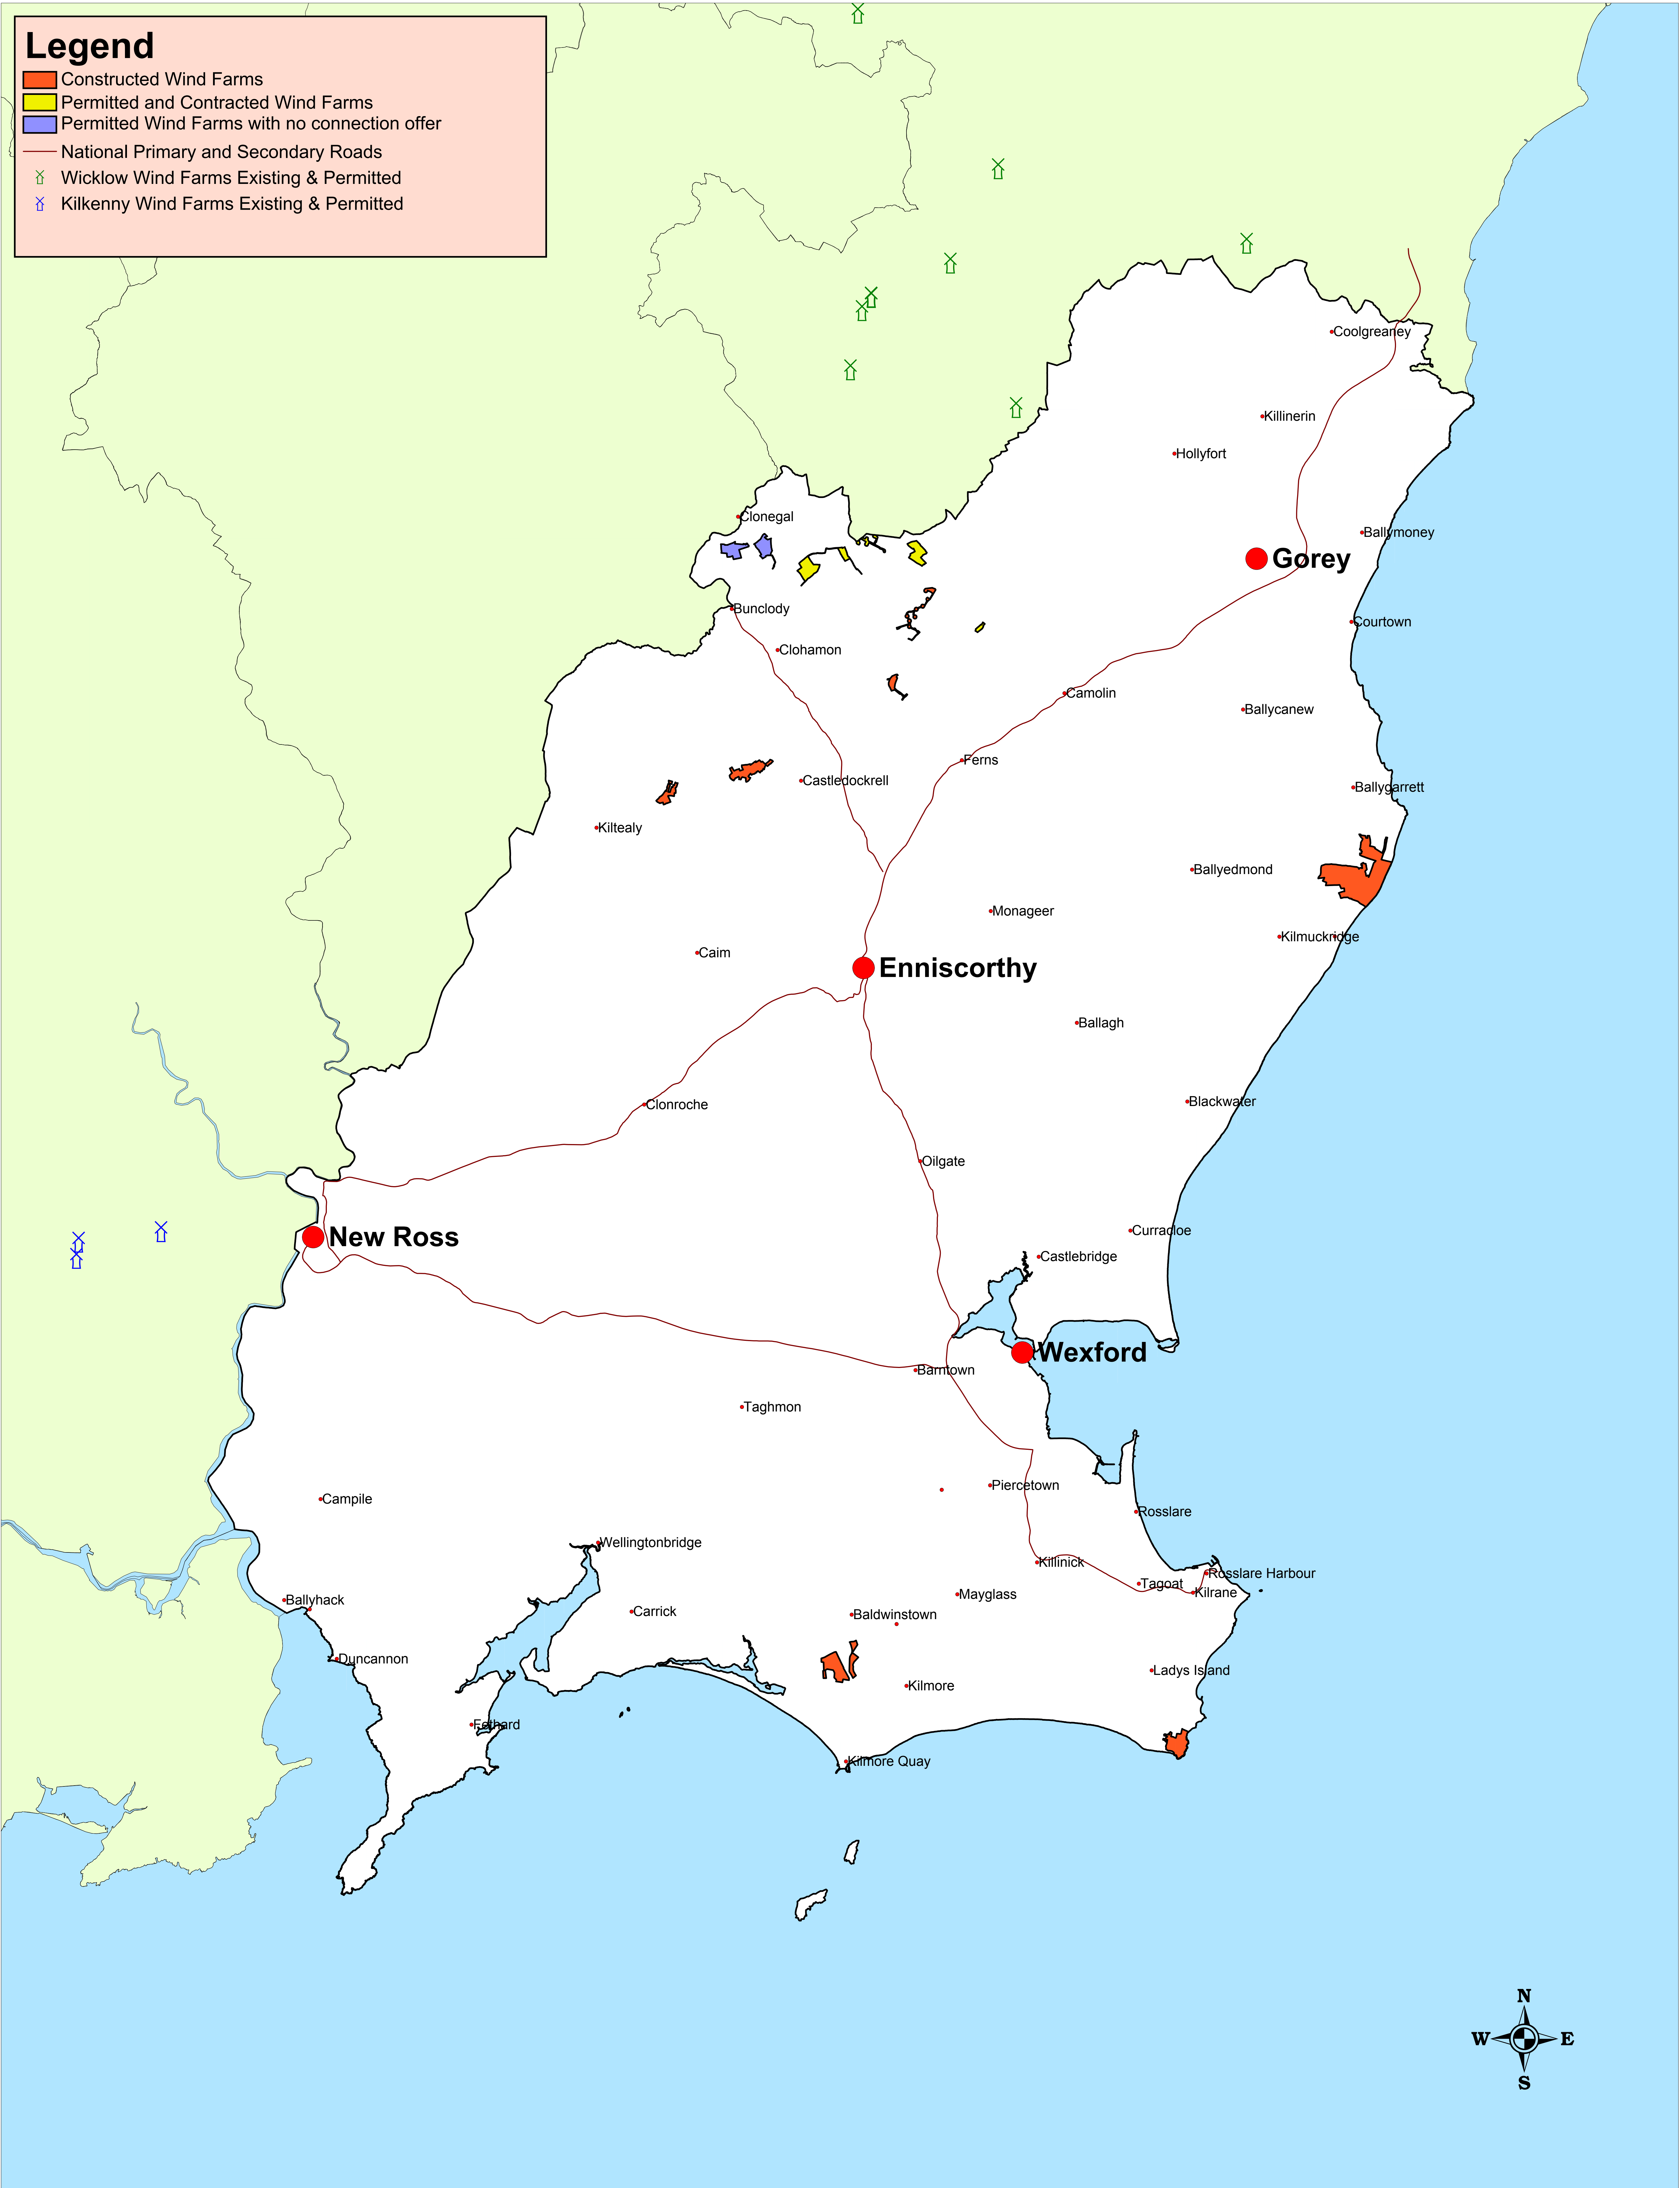 Legend
Constructed Wind Farms
Permitted and Contracted Wind Farms
Permitted Wind Farms with no connection offer
National Primary and Secondary Roads
Wicklow Wind Farms Existing & Permitted
Kilkenny Wind Farms Existing & Permitted
Coolgreaney
Killinerin
Hollyfort
Clonegal
Ballymoney
Gorey
Bunclody
Courtown
Clohamon
Camolin
Ballycanew
Ferns
Castledockrell
Ballygarrett
Kiltealy
Ballyedmond
Monageer
Kilmuckridge
Caim
Enniscorthy
Ballagh
Blackwater
Clonroche
Oilgate
Curracloe
New Ross
Castlebridge
Wexford
Barntown
Taghmon
Piercetown
Campile
Rosslare
Wellingtonbridge
Killinick
Rosslare Harbour
Tagoat
Kilrane
Mayglass
Ballyhack
Carrick
Baldwinstown
Duncannon
Ladys Island
Kilmore
Fethard
Kilmore Quay
N
W E
S